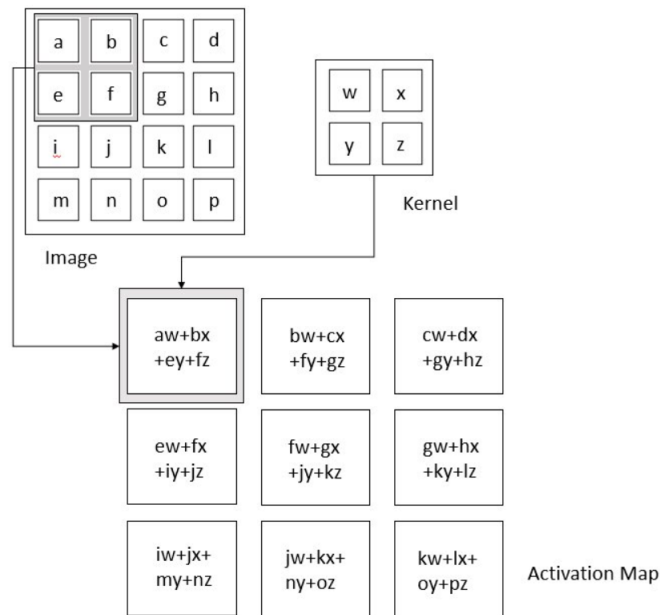 a b c d
e f g h
w x
i j k l
y z
m n o p
Kernel
Image
aw+bx
+ey+fz
bw+cx
+fy+gz
cw+dx
+gy+hz
ew+fx
+iy+jz
fw+gx
+jy+kz
gw+hx
+ky+lz
iw+jx+
my+nz
jw+kx+
ny+oz
kw+lx+
oy+pz
Activation Map